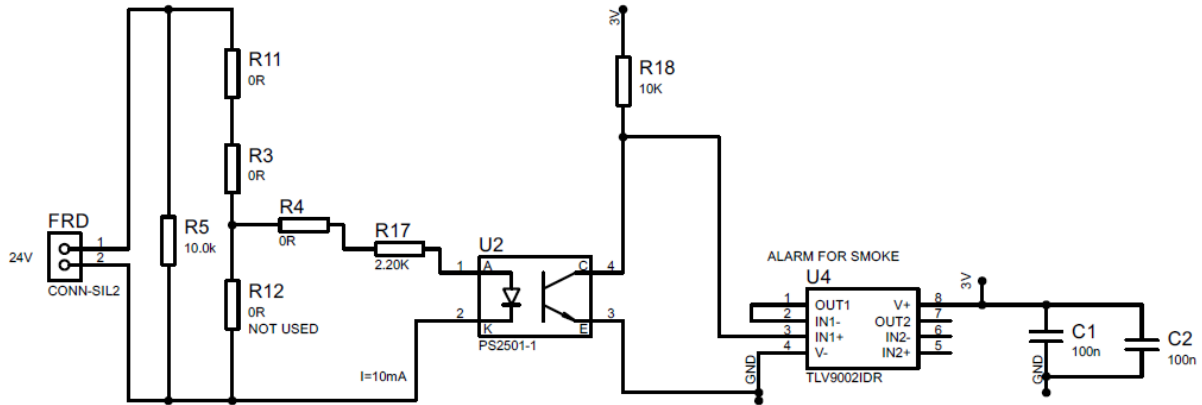 3V
R11
0R
R18
10K
R3
0R
FRD
1
2
24V
CONN-SIL2
R5
10.0k
R4
0R
R17
2.20K
U2
1
A
C
4
2
K
E
3
PS2501-1
R12
0R
NOT USED
I=10mA
ALARM FOR SMOKE
U4
1
OUT1
V+
8
2
IN1-
OUT2
7
3
IN1+
IN2-
6
4
V-
IN2+
5
TLV9002IDR
GND
3V
C1
100n
C2
100n
GND